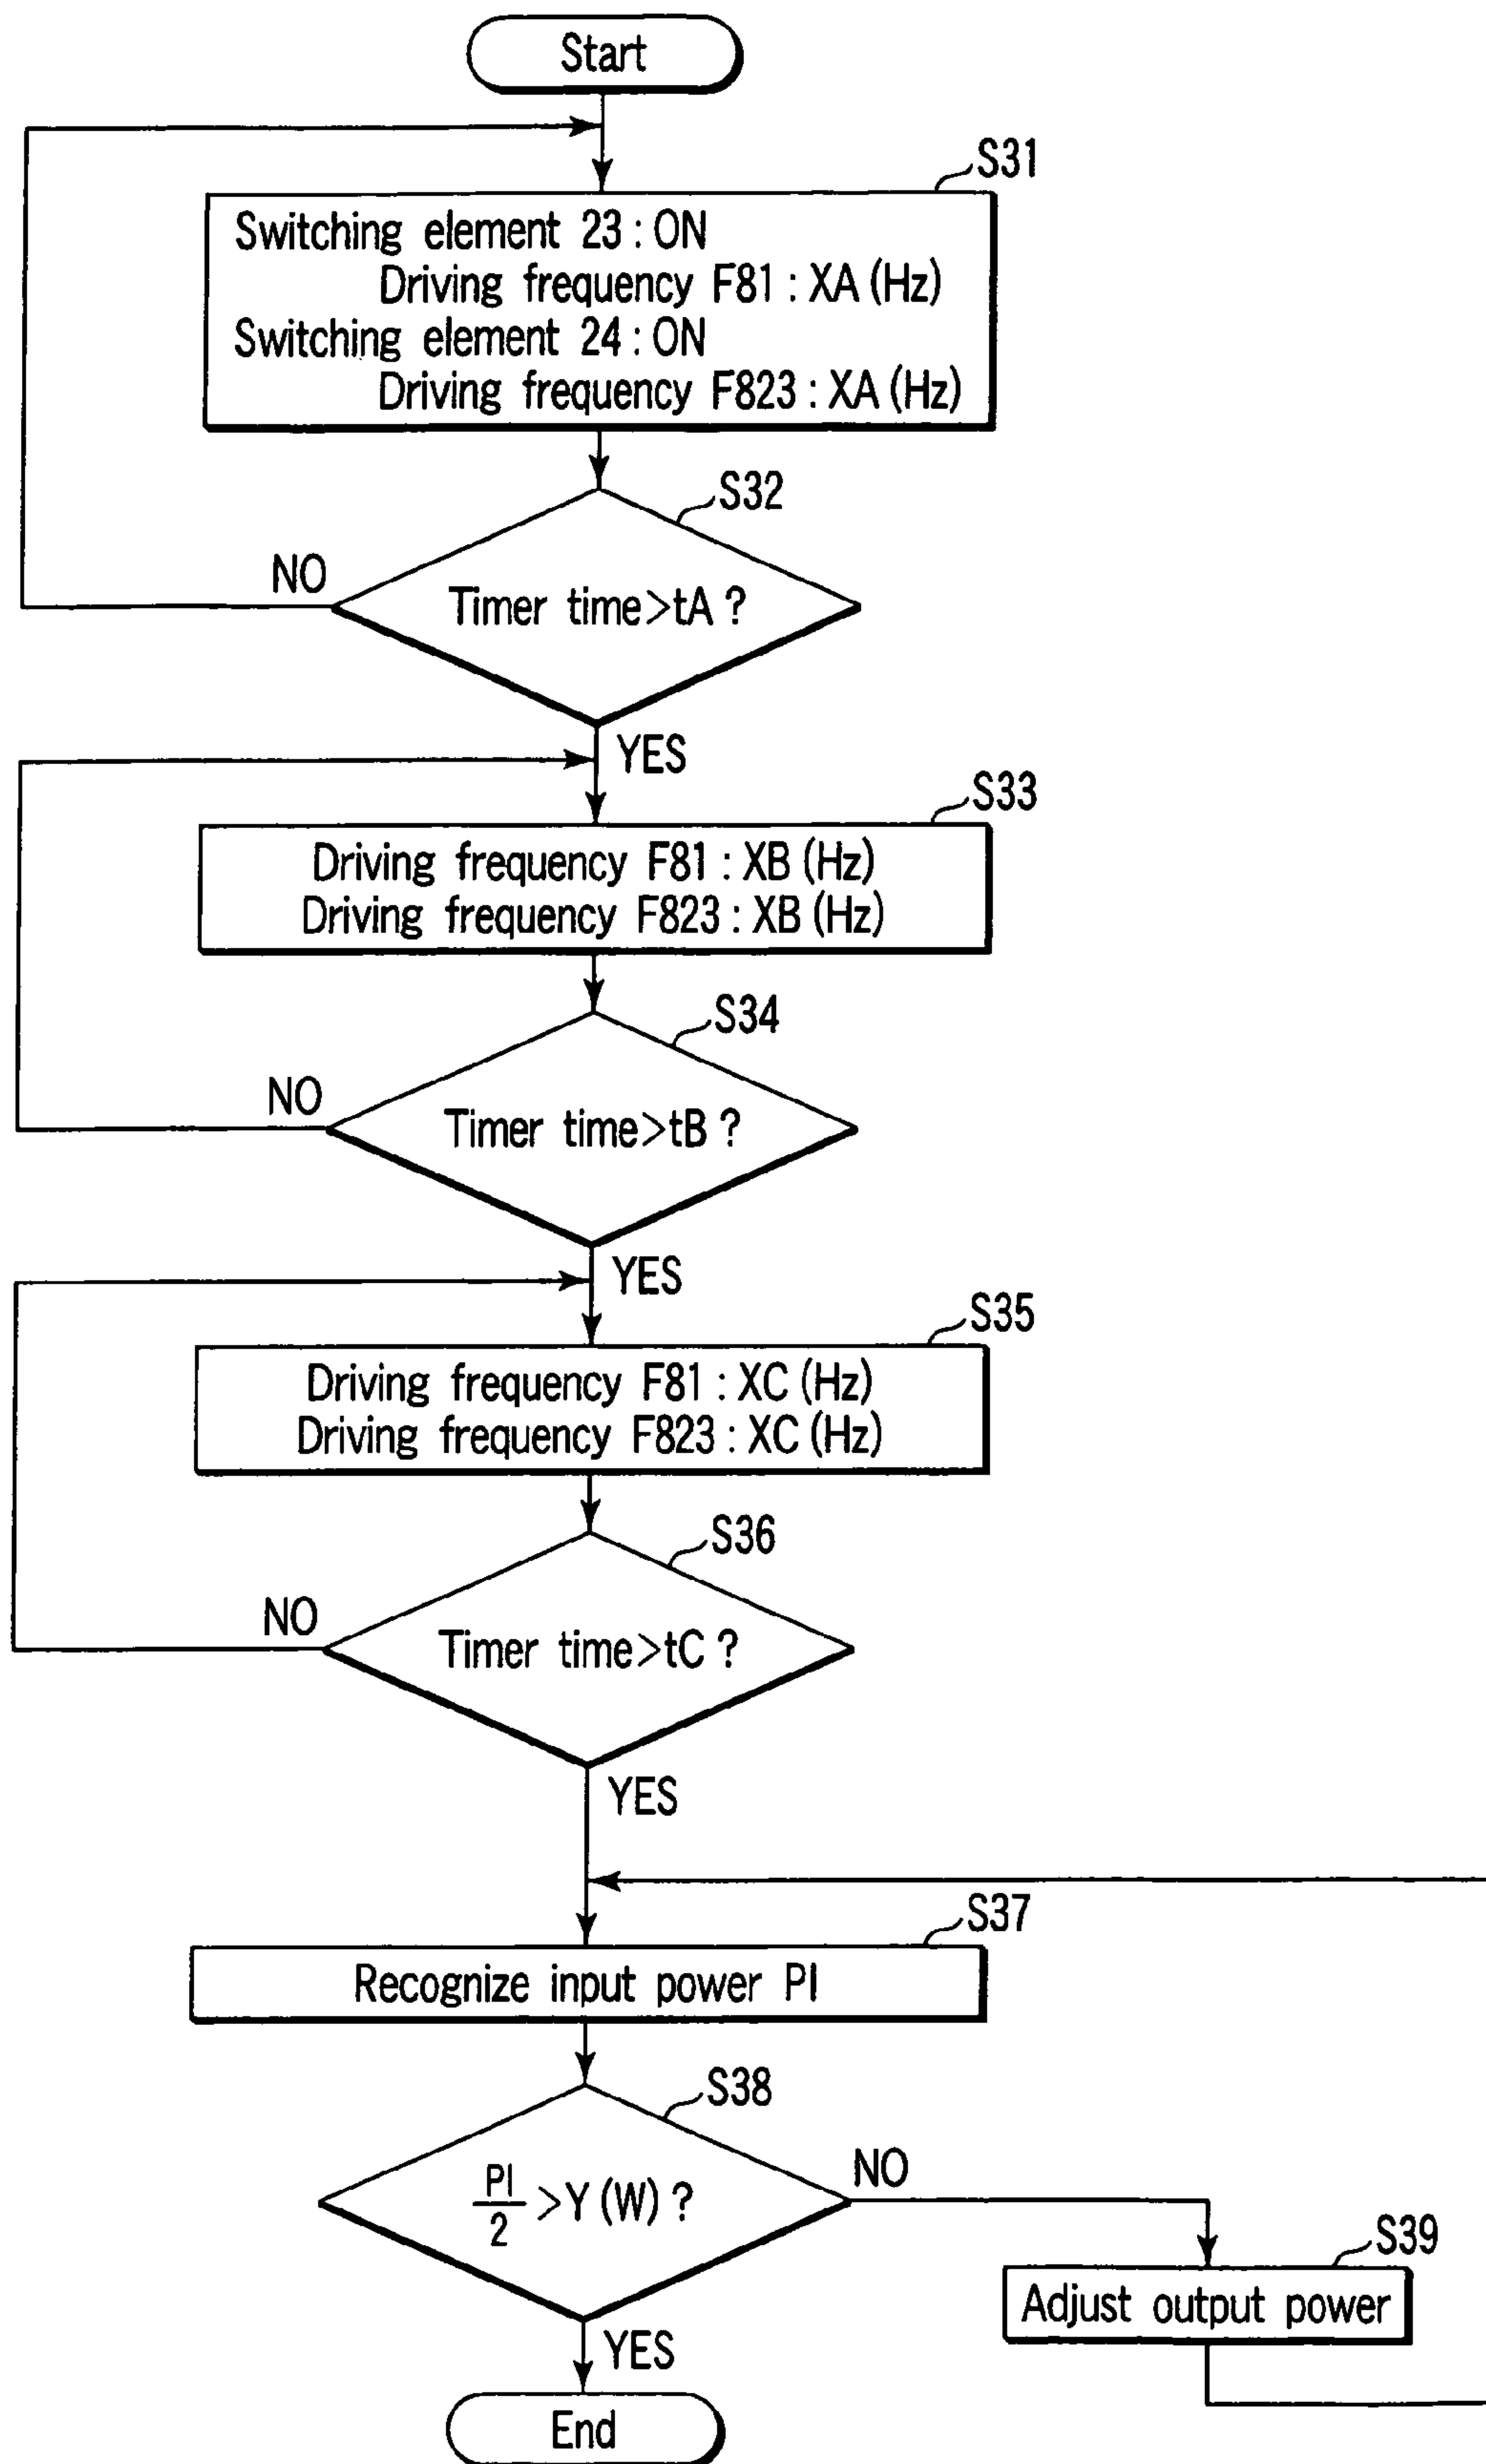 Start
S31
Switching element 23 : ON
Driving frequency F81 : XA (Hz)
Switching element 24 : ON
Driving frequency F823 : XA (Hz)
S32
Timer time>tA ?
NO
YES
S33
Driving frequency F81 : XB (Hz)
Driving frequency F823 : XB (Hz)
S34
Timer time>tB ?
NO
YES
S35
Driving frequency F81 : XC (Hz)
Driving frequency F823 : XC (Hz)
S36
Timer time>tC ?
NO
YES
S37
Recognize input power PI
S38
PI
2
>Y (W) ?
NO
S39
Adjust output power
YES
End